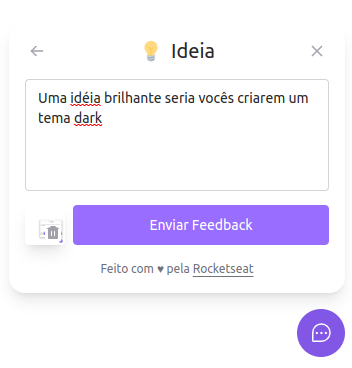 Ideia
Uma idéia brilhante seria vocês criarem um
tema dark
Enviar Feedback
Feito com ♥ pela Rocketseat